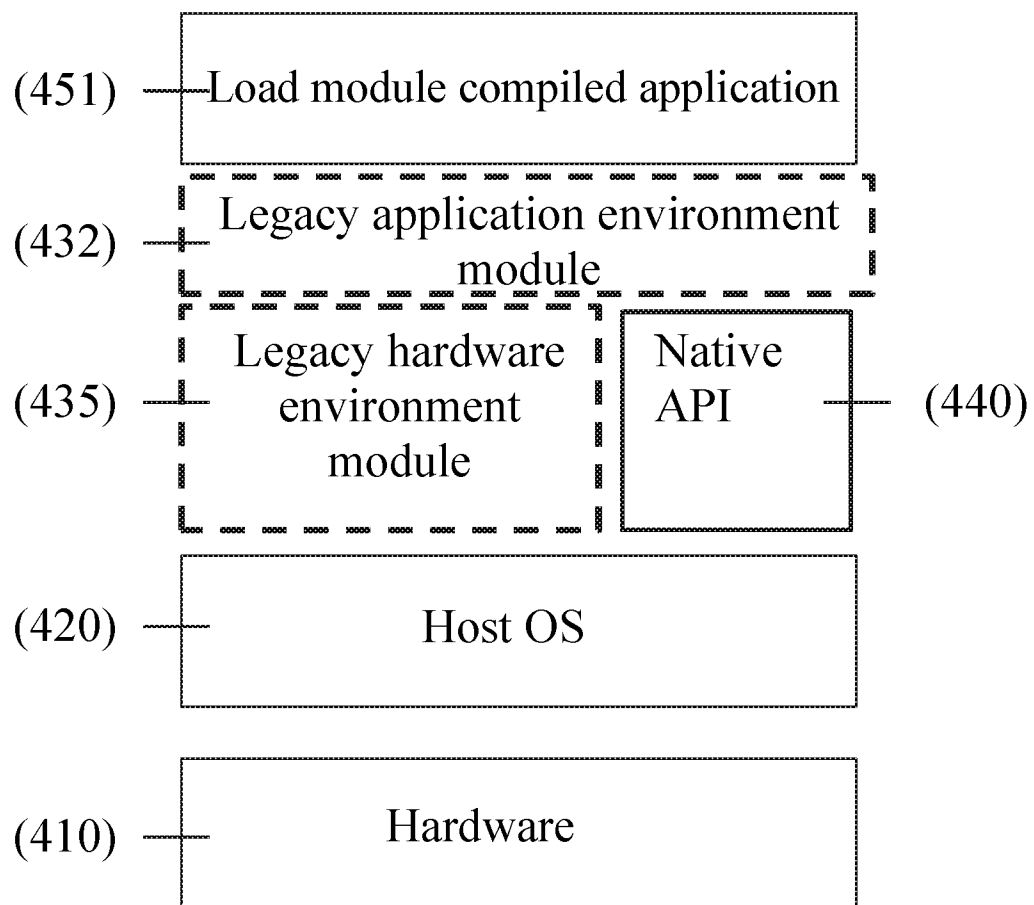 (451)
Load module compiled application
(432)
Legacy application environment
module
(435)
Legacy hardware
environment
module
Native
API
(440)
(420)
Host OS
(410)
Hardware